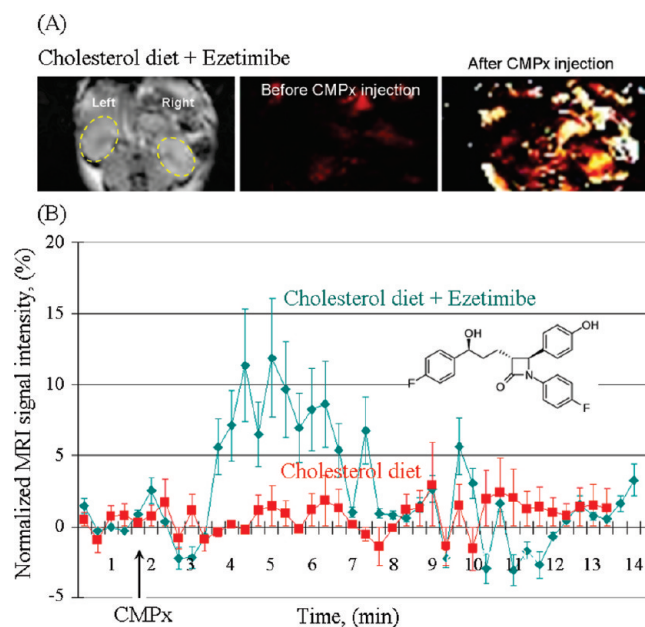 (A)
Cholesterol diet + Ezetimibe
Left
Right
Before CMPx injection
After CMPx injection
(B)
Normalized MRI signal intensity, (%)
20
15
10
5
0
-5
Cholesterol diet + Ezetimibe
OH
OH
F
O
N
F
Cholesterol diet
1 2 3 4 5 6 7 8 9 10 11 12 13 14
CMPx
Time, (min)